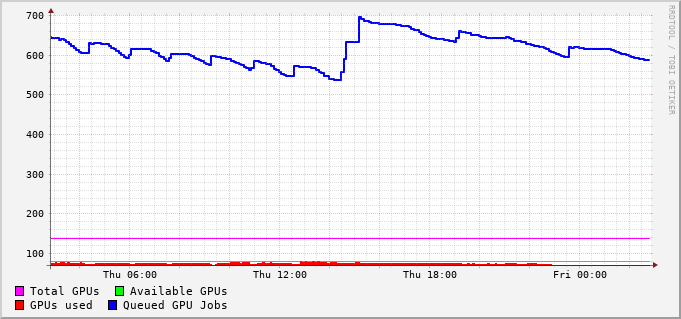 700
600
500
400
300
200
100
Thu 06:00 Thu 12:00 Thu 18:00 Fri 00:00
Total GPUs Available GPUs
GPUs used Queued GPU Jobs
RRDTOOL / TOBI OETIKER